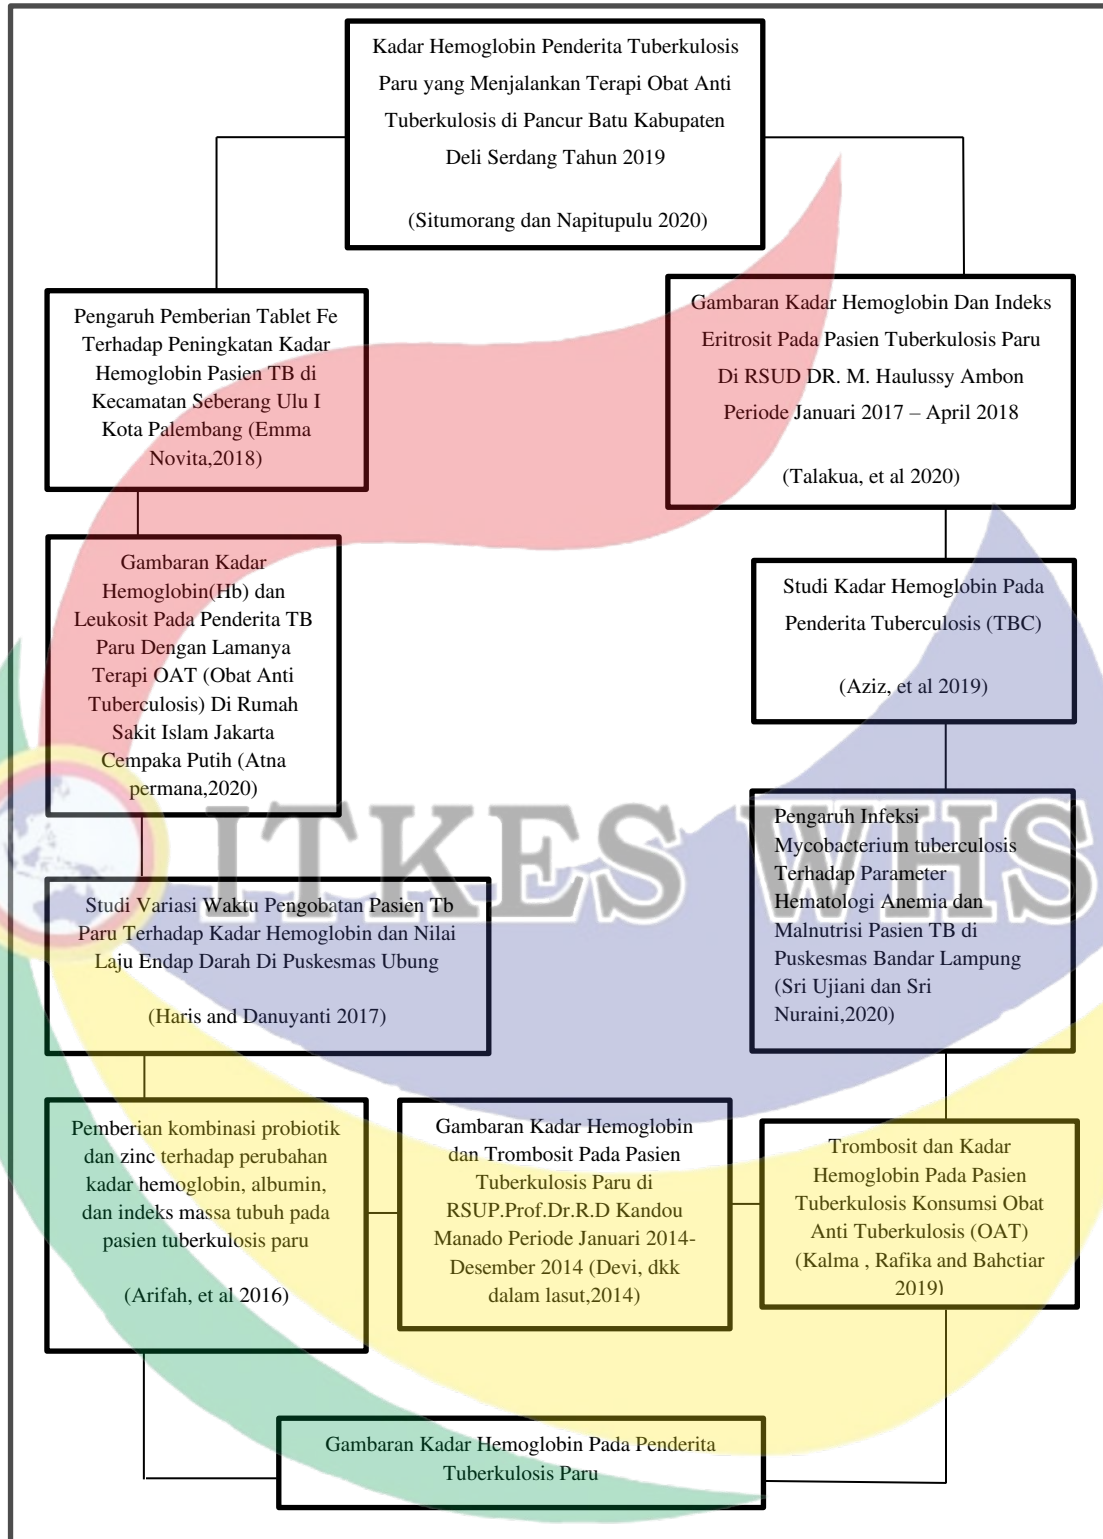 Kadar Hemoglobin Penderita Tuberkulosis
Paru yang Menjalankan Terapi Obat Anti
Tuberkulosis di Pancur Batu Kabupaten
Deli Serdang Tahun 2019
(Situmorang dan Napitupulu 2020)
Pengaruh Pemberian Tablet Fe
Terhadap Peningkatan Kadar
Hemoglobin Pasien TB di
Kecamatan Seberang Ulu I
Kota Palembang (Emma
Novita,2018)
Gambaran Kadar Hemoglobin Dan Indeks
Eritrosit Pada Pasien Tuberkulosis Paru
Di RSUD DR. M. Haulussy Ambon
Periode Januari 2017 – April 2018
(Talakua, et al 2020)
Gambaran Kadar
Hemoglobin(Hb) dan
Leukosit Pada Penderita TB
Paru Dengan Lamanya
Terapi OAT (Obat Anti
Tuberculosis) Di Rumah
Sakit Islam Jakarta
Cempaka Putih (Atna
permana,2020)
Studi Kadar Hemoglobin Pada
Penderita Tuberculosis (TBC)
(Aziz, et al 2019)
ITKES WHS
Studi Variasi Waktu Pengobatan Pasien Tb
Paru Terhadap Kadar Hemoglobin dan Nilai
Laju Endap Darah Di Puskesmas Ubung
(Haris and Danuyanti 2017)
Pengaruh Infeksi
Mycobacterium tuberculosis
Terhadap Parameter
Hematologi Anemia dan
Malnutrisi Pasien TB di
Puskesmas Bandar Lampung
(Sri Ujiani dan Sri
Nuraini,2020)
Pemberian kombinasi probiotik
dan zinc terhadap perubahan
kadar hemoglobin, albumin,
dan indeks massa tubuh pada
pasien tuberkulosis paru
(Arifah, et al 2016)
Gambaran Kadar Hemoglobin
dan Trombosit Pada Pasien
Tuberkulosis Paru di
RSUP.Prof.Dr.R.D Kandou
Manado Periode Januari 2014-
Desember 2014 (Devi, dkk
dalam lasut,2014)
Trombosit dan Kadar
Hemoglobin Pada Pasien
Tuberkulosis Konsumsi Obat
Anti Tuberkulosis (OAT)
(Kalma , Rafika and Bahctiar
2019)
Gambaran Kadar Hemoglobin Pada Penderita
Tuberkulosis Paru